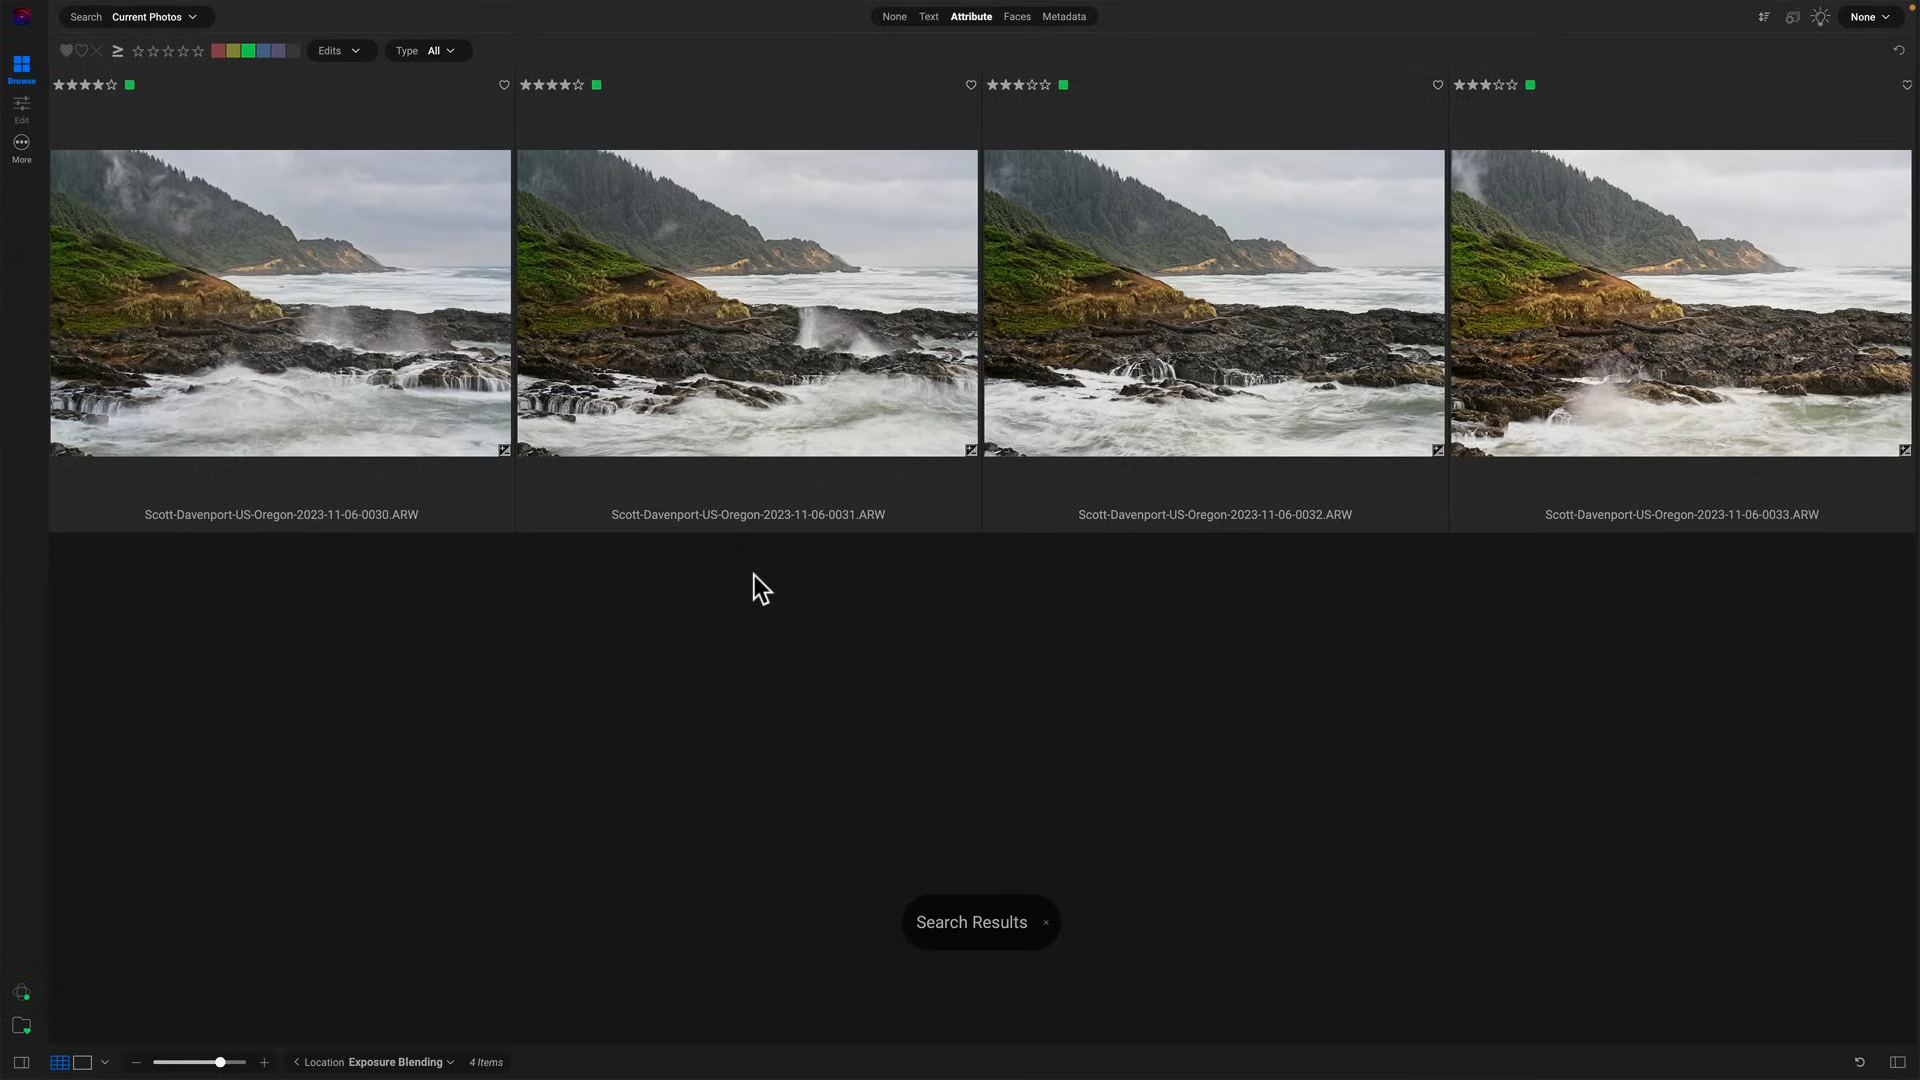 Search Current Photos
None Text Attribute Faces Metadata
None
Edits
Type All
Browse
Edit
More
Scott-Davenport-US-Oregon-2023-11-06-0030.ARW
Scott-Davenport-US-Oregon-2023-11-06-0031.ARW
Scott-Davenport-US-Oregon-2023-11-06-0032.ARW
Scott-Davenport-US-Oregon-2023-11-06-0033.ARW
Search Results ×
Location Exposure Blending 4 Items